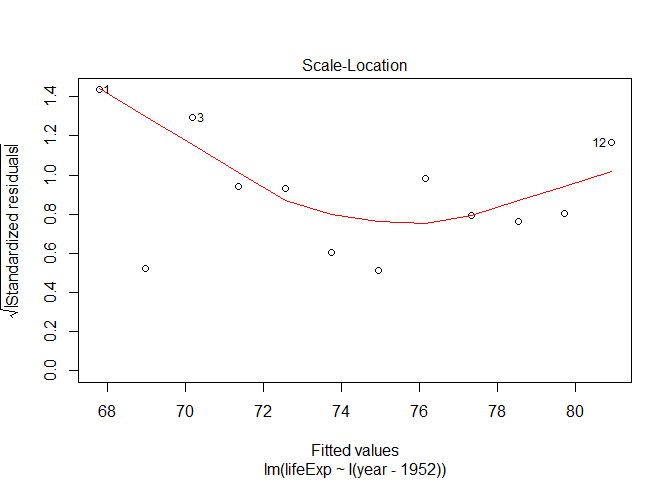 Scale-Location
√|Standardized residuals|
1.4
1.2
1.0
0.8
0.6
0.4
0.2
0.0
1
3
12
68 70 72 74 76 78 80
Fitted values
lm(lifeExp ~ I(year - 1952))